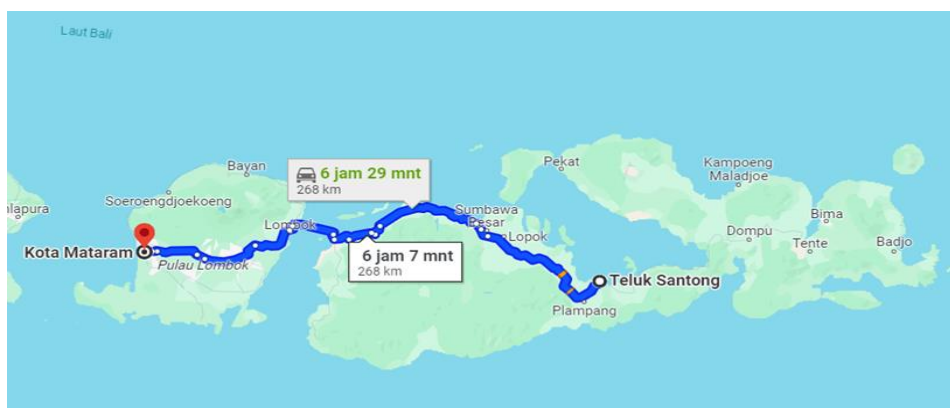 Laut Bali
Bayan
Soeroengdjoekoeng
nlapura
6 jam 29 mnt
268 km
Pekat
Kampoeng
Maladjoe
Lombok
Sumbawa
Besar
Lopok
Bima
Dompu
Tente
Badjo
Kota Mataram
Pulau Lombok
6 jam 7 mnt
268 km
Teluk Santong
Plampang